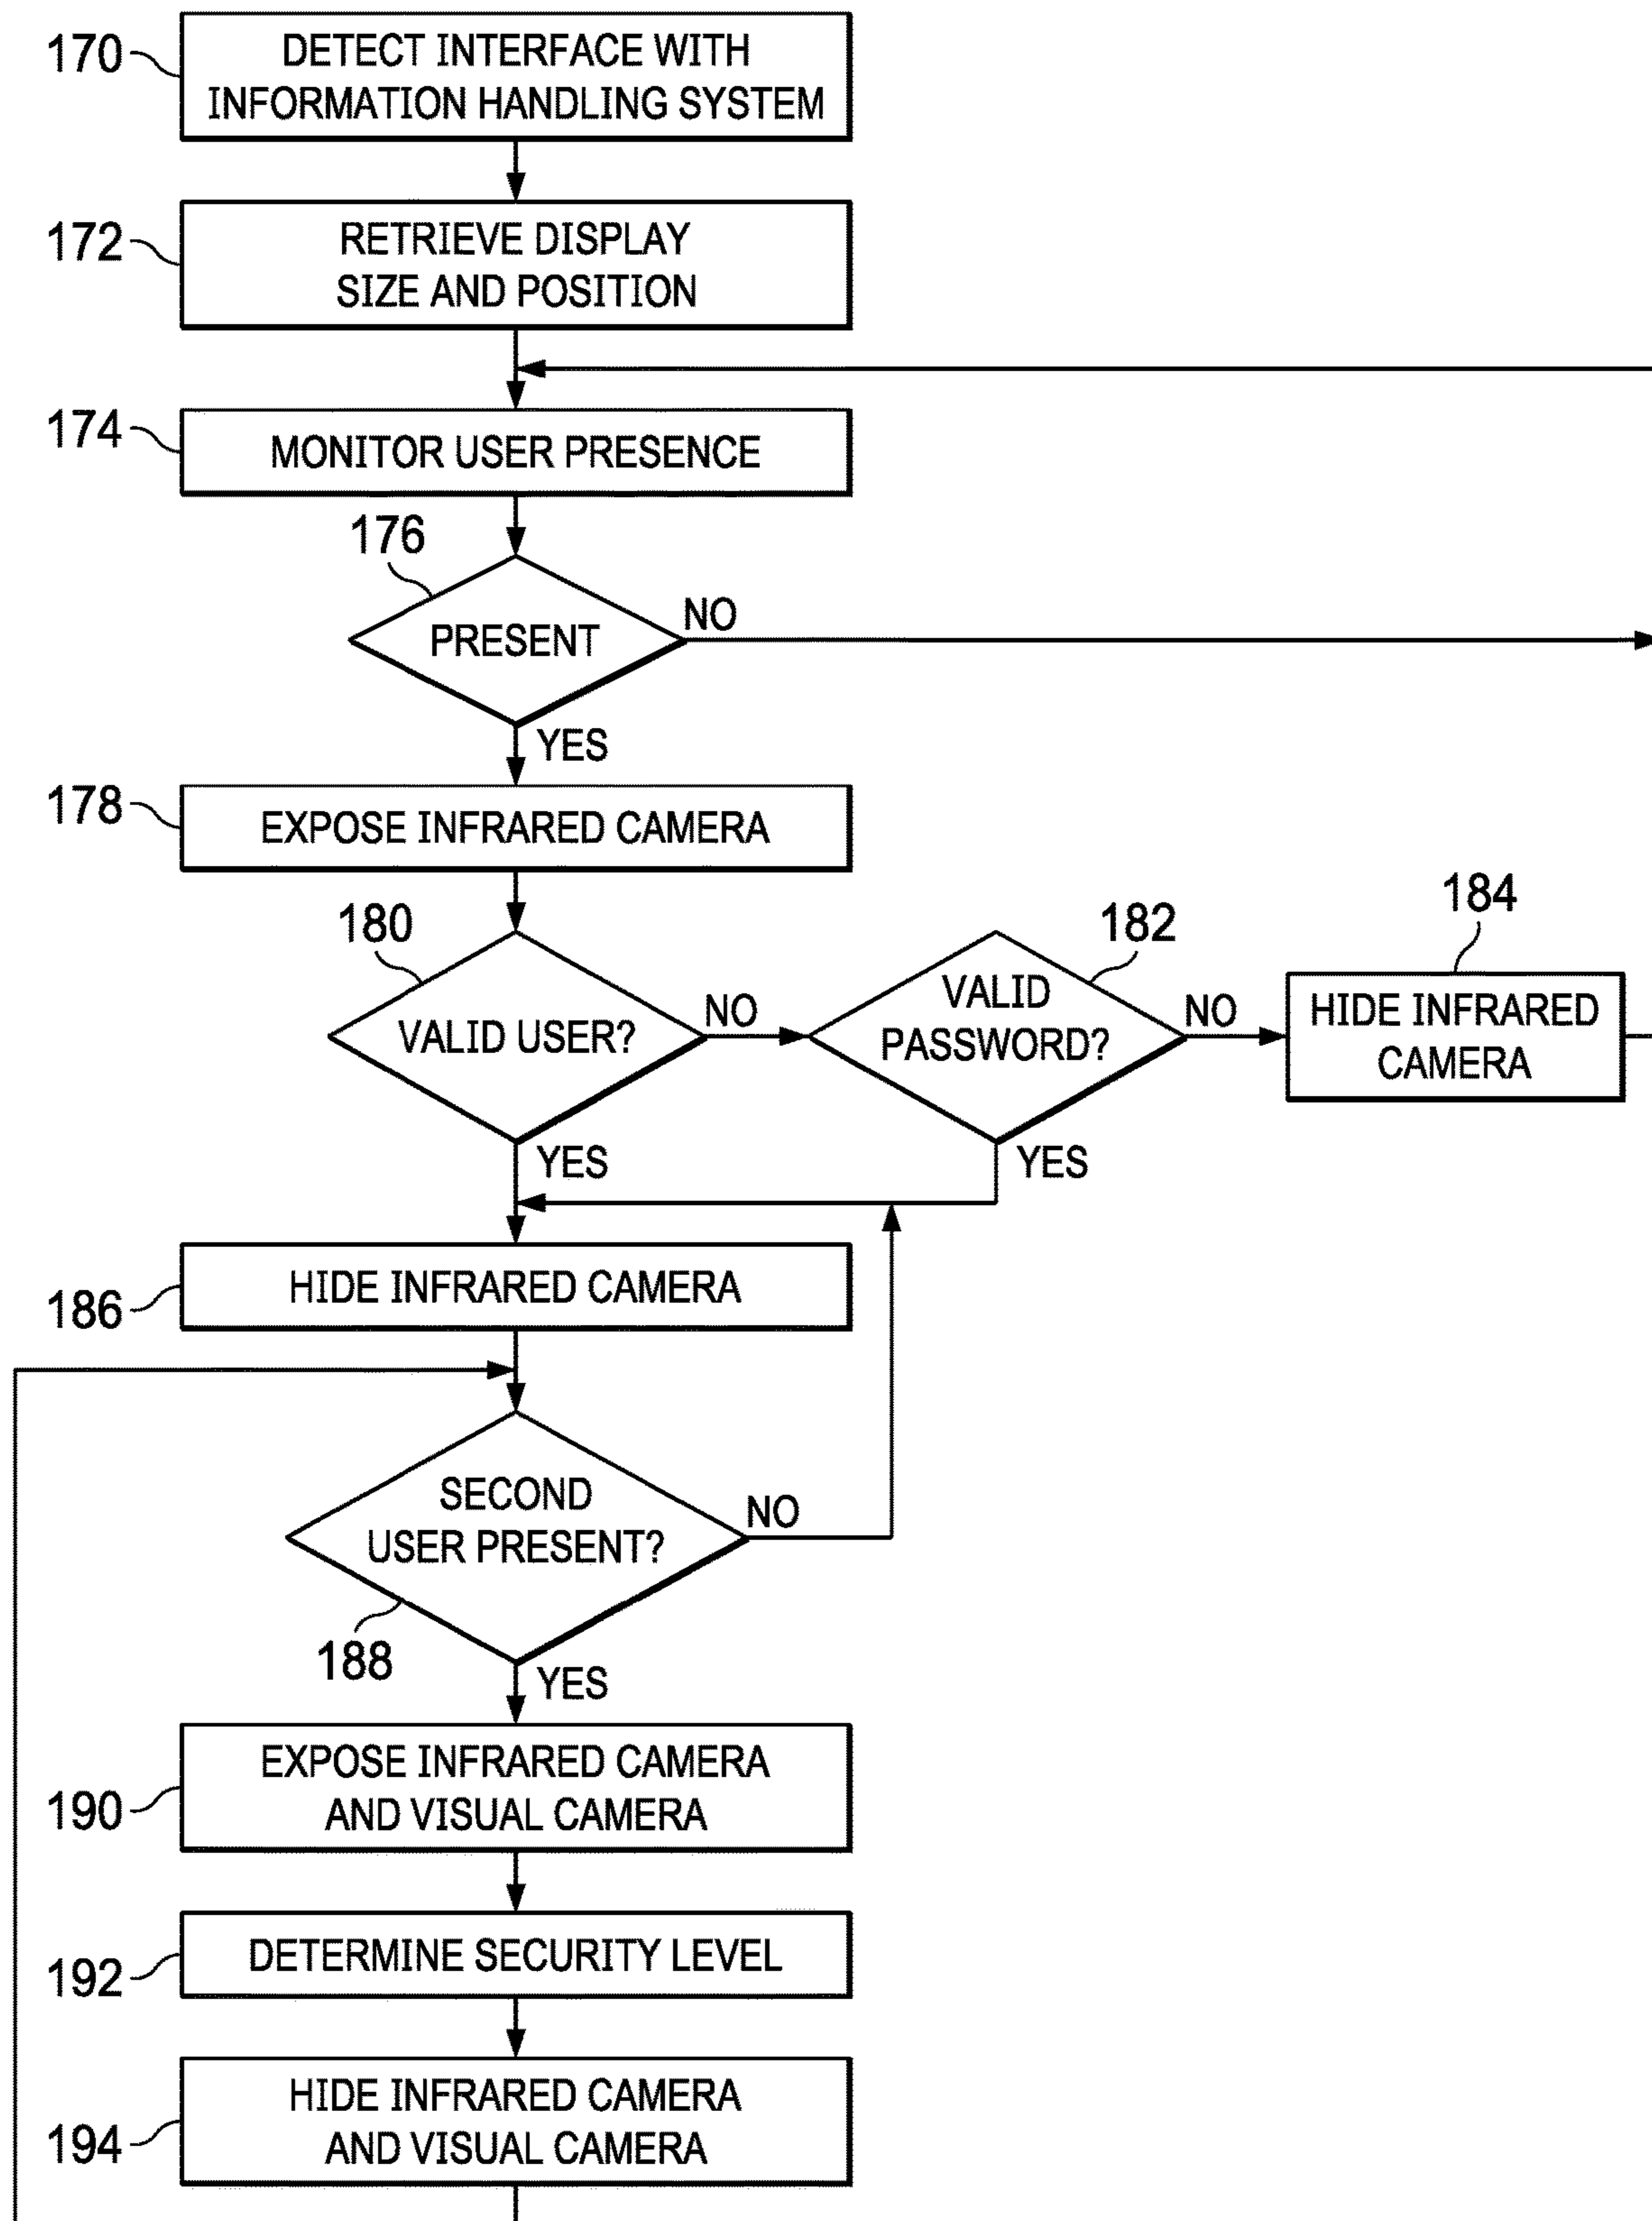 170
DETECT INTERFACE WITH
INFORMATION HANDLING SYSTEM
172
RETRIEVE DISPLAY
SIZE AND POSITION
174
MONITOR USER PRESENCE
176
PRESENT
NO
YES
178
EXPOSE INFRARED CAMERA
180
VALID USER?
NO
YES
182
VALID
PASSWORD?
NO
YES
184
HIDE INFRARED
CAMERA
186
HIDE INFRARED CAMERA
SECOND
USER PRESENT?
NO
188
YES
190
EXPOSE INFRARED CAMERA
AND VISUAL CAMERA
192
DETERMINE SECURITY LEVEL
194
HIDE INFRARED CAMERA
AND VISUAL CAMERA